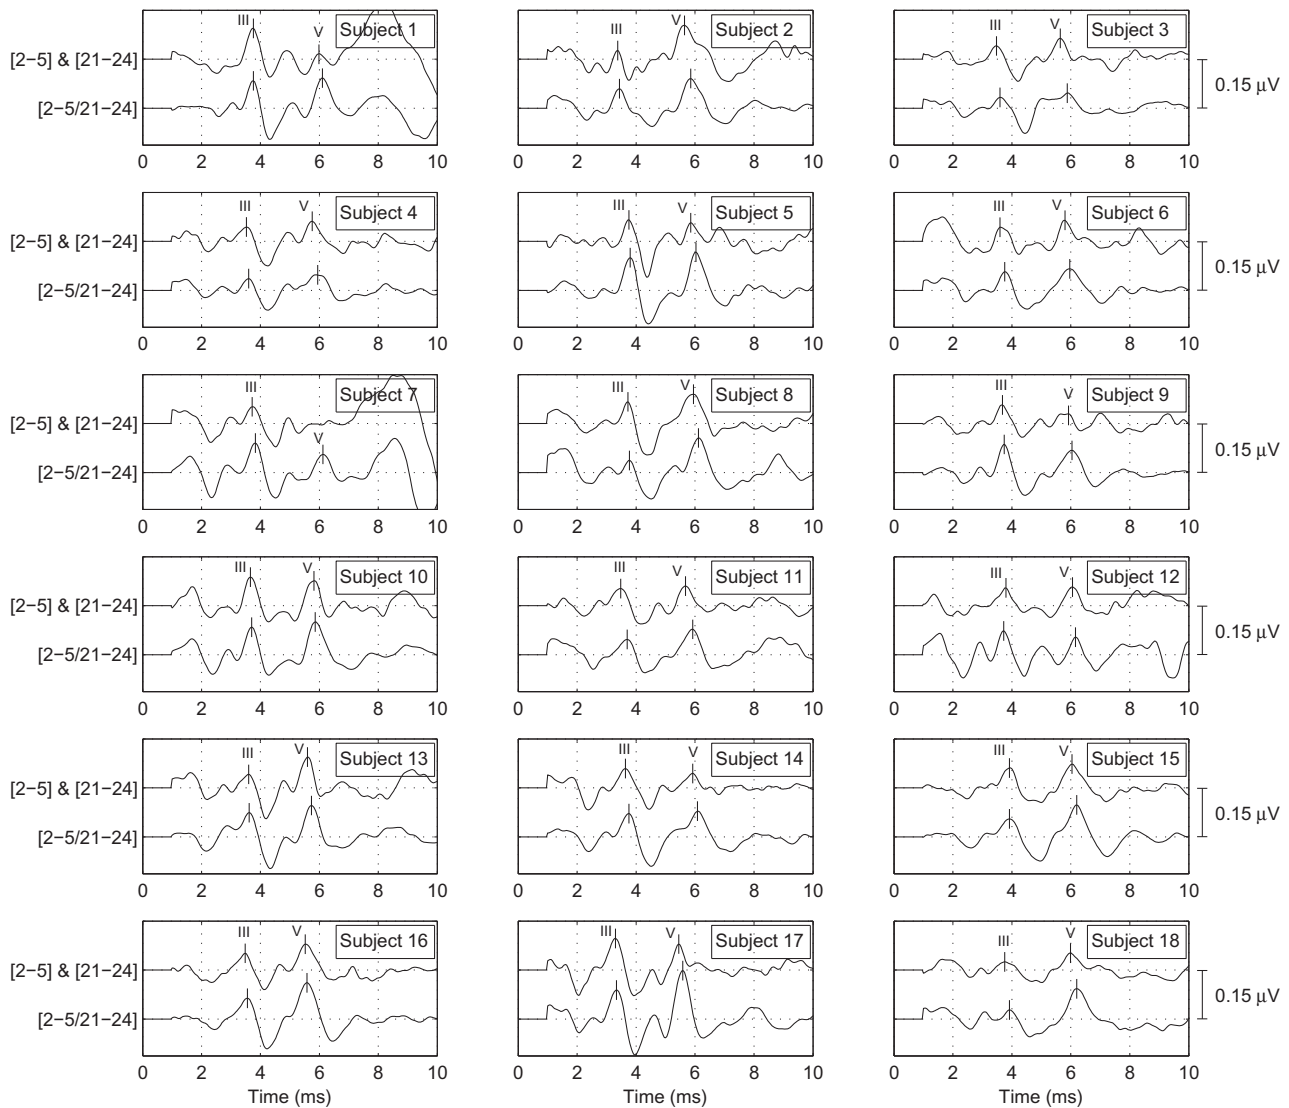 III V Subject 1 III V Subject 2 III V Subject 3
[2−5] & [21−24]
[2−5/21−24]
0.15 μV
0 2 4 6 8 10 0 2 4 6 8 10 0 2 4 6 8 10
III V Subject 4 III V Subject 5 III V Subject 6
[2−5] & [21−24]
[2−5/21−24]
0.15 μV
0 2 4 6 8 10 0 2 4 6 8 10 0 2 4 6 8 10
III V Subject 7 III V Subject 8 III V Subject 9
[2−5] & [21−24]
[2−5/21−24]
0.15 μV
0 2 4 6 8 10 0 2 4 6 8 10 0 2 4 6 8 10
III V Subject 10 III V Subject 11 III V Subject 12
[2−5] & [21−24]
[2−5/21−24]
0.15 μV
0 2 4 6 8 10 0 2 4 6 8 10 0 2 4 6 8 10
III V Subject 13 III V Subject 14 III V Subject 15
[2−5] & [21−24]
[2−5/21−24]
0.15 μV
0 2 4 6 8 10 0 2 4 6 8 10 0 2 4 6 8 10
III V Subject 16 III V Subject 17 III V Subject 18
[2−5] & [21−24]
[2−5/21−24]
0.15 μV
0 2 4 6 8 10 0 2 4 6 8 10 0 2 4 6 8 10
Time (ms) Time (ms) Time (ms)